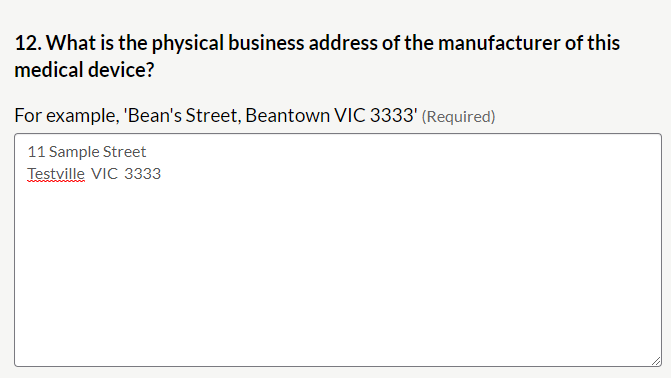 12. What is the physical business address of the manufacturer of this
medical device?
For example, 'Bean's Street, Beantown VIC 3333' (Required)
11 Sample Street
Testville VIC 3333